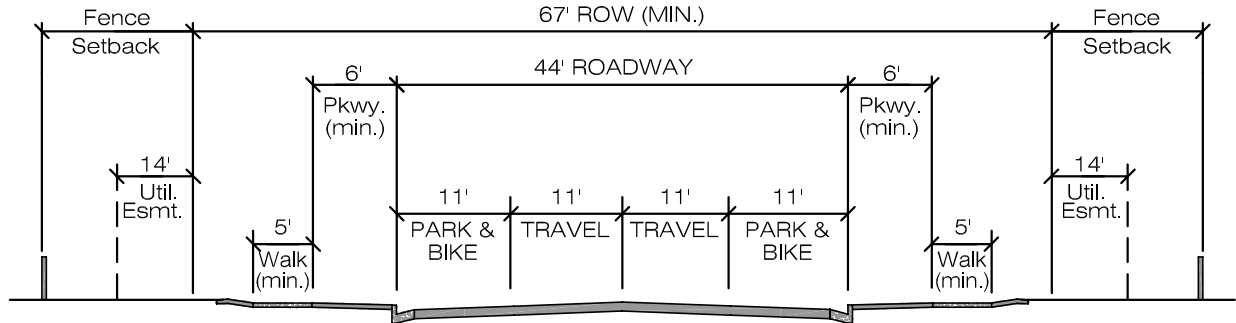 Fence
Setback
67' ROW (MIN.)
Fence
Setback
6'
Pkwy.
(min.)
44' ROADWAY
6'
Pkwy.
(min.)
14'
Util.
Esmt.
14'
Util.
Esmt.
5'
Walk
(min.)
11'
PARK &
BIKE
11'
TRAVEL
11'
TRAVEL
11'
PARK &
BIKE
5'
Walk
(min.)